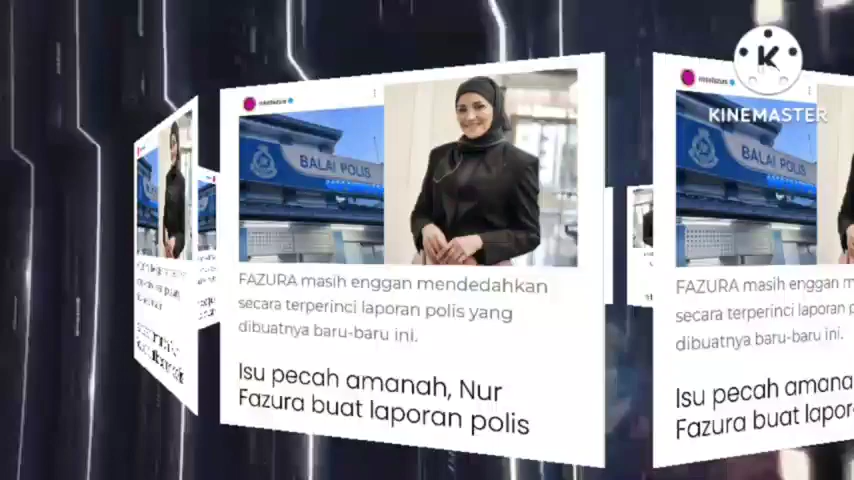 KINEMASTER
BALAI POLIS
FAZURA masih enggan mendedahkan
secara terperinci laporan polis yang
dibuatnya baru-baru ini.
Isu pecah amanah, Nur
Fazura buat laporan polis
BALAI POLIS
FAZURA masih enggan m
secara terperinci laporan p
dibuatnya baru-baru ini.
Isu pecah amana
Fazura buat lapor